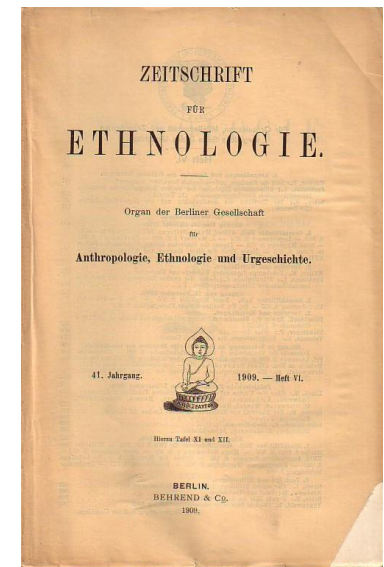 ZEITSCHRIFT
FÜR
ETHNOLOGIE.
Organ der Berliner Gesellschaft
für
Anthropologie, Ethnologie und Urgeschichte.
41. Jahrgang.
1909. — Heft VI.
Hierzu Tafel XI und XII.
BERLIN.
BEHREND & Co.
1909.